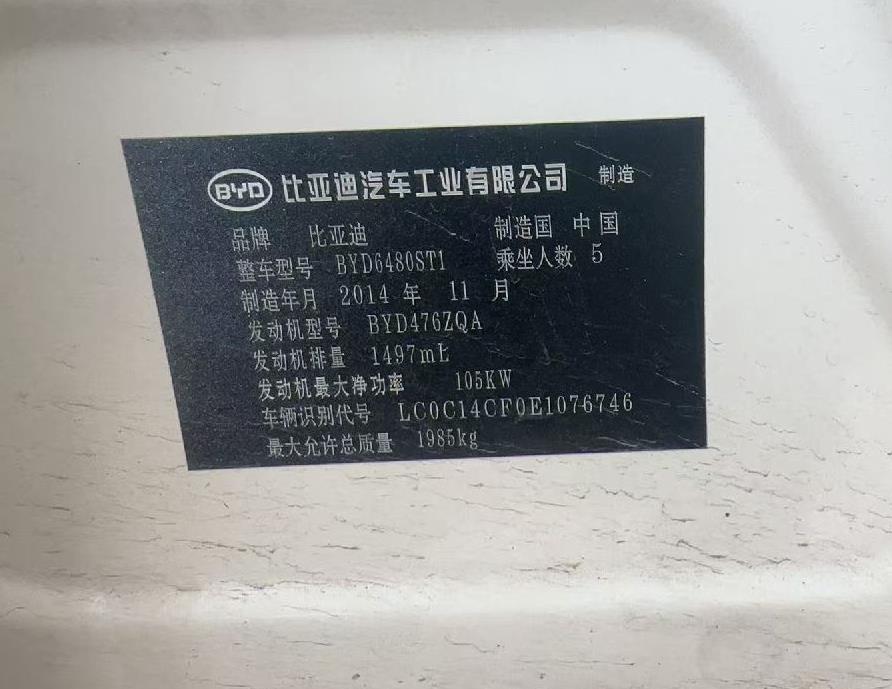 BYD 比亚迪汽车工业有限公司 制造
品牌 比亚迪 制造国 中国
整车型号 BYD6480ST1 乘坐人数 5
制造年月 2014 年 11 月
发动机型号 BYD476ZQA
发动机排量 1497mL
发动机最大净功率 105KW
车辆识别代号 LC0C14CF0E1076746
最大允许总质量 1985kg